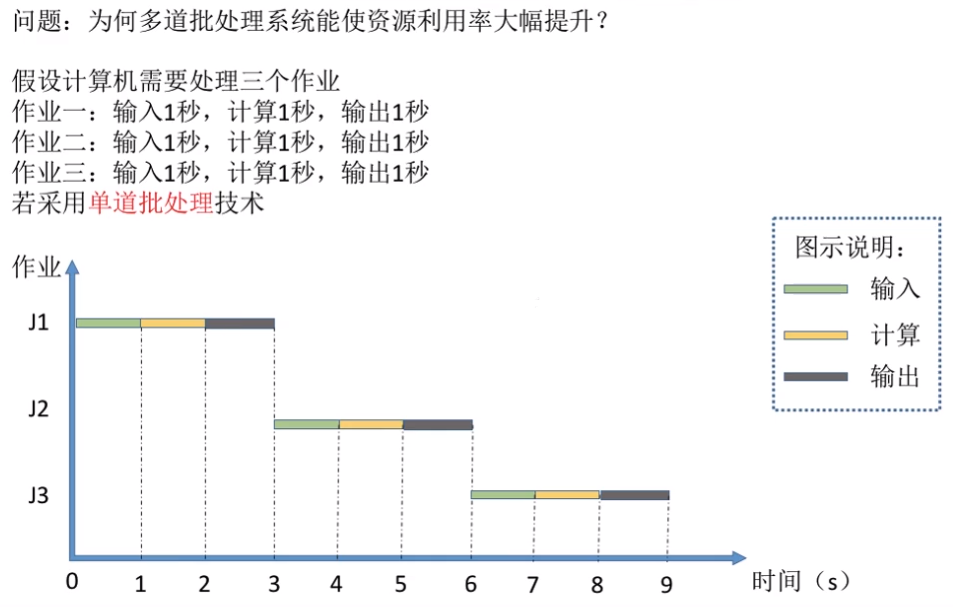 问题：为何多道批处理系统能使资源利用率大幅提升？
假设计算机需要处理三个作业
作业一：输入1秒，计算1秒，输出1秒
作业二：输入1秒，计算1秒，输出1秒
作业三：输入1秒，计算1秒，输出1秒
若采用单道批处理技术
图示说明：
输入
计算
输出
作业
J1
J2
J3
0 1 2 3 4 5 6 7 8 9 时间（s）